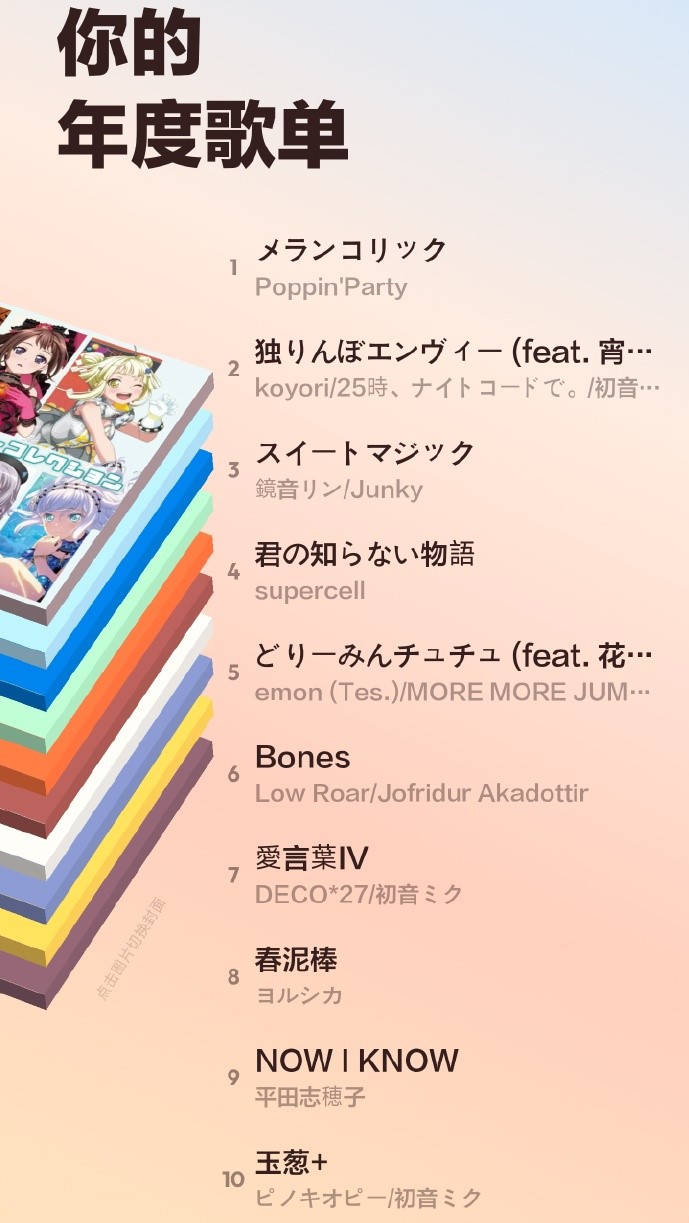 你的
年度歌单
1
メランコリック
Poppin'Party
2
独りんぼエンヴィー (feat. 宵…
koyori/25時、ナイトコードで。/初音…
3
スイートマジック
鏡音リン/Junky
4
君の知らない物語
supercell
5
どりーみんチュチュ (feat. 花…
emon (Tes.)/MORE MORE JUM…
6
Bones
Low Roar/Jofridur Akadottir
7
愛言葉IV
DECO*27/初音ミク
8
春泥棒
ヨルシカ
9
NOW I KNOW
平田志穂子
10
玉葱+
ピノキオピー/初音ミク
コレクション
点击图片切换封面